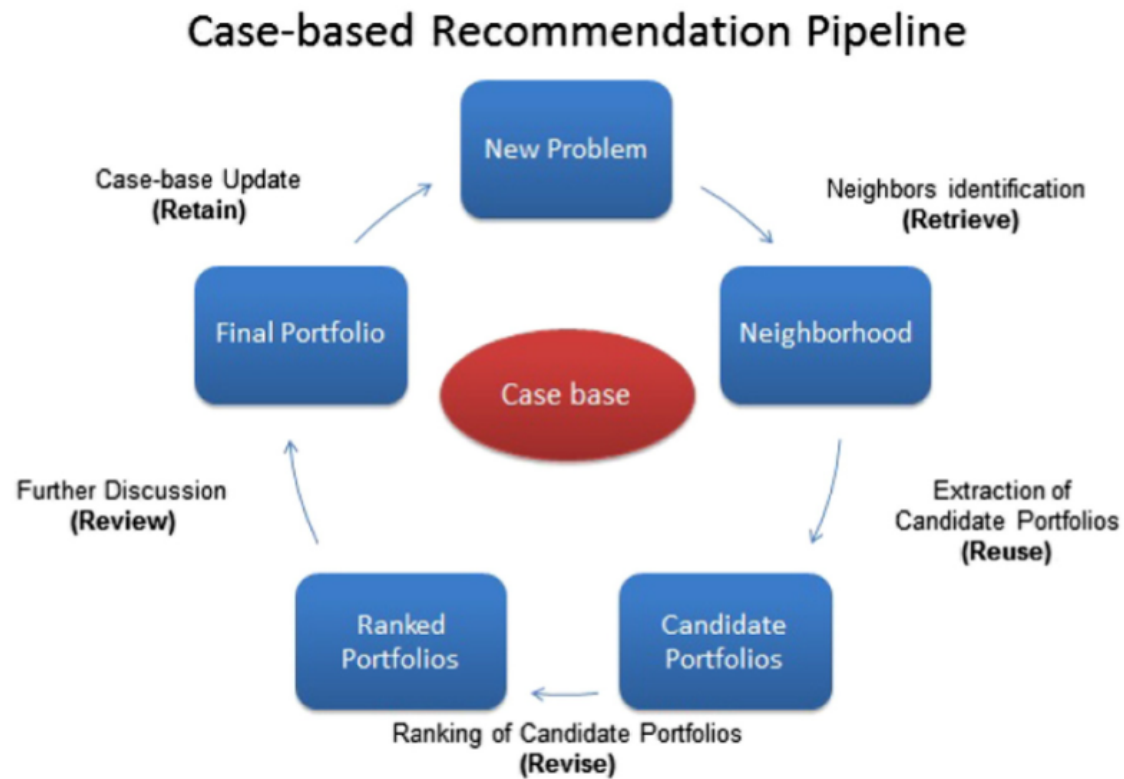 Case-based Recommendation Pipeline
New Problem
Neighbors identification
(Retrieve)
Neighborhood
Extraction of
Candidate Portfolios
(Reuse)
Candidate
Portfolios
Ranking of Candidate Portfolios
(Revise)
Ranked
Portfolios
Further Discussion
(Review)
Final Portfolio
Case-base Update
(Retain)
Case base